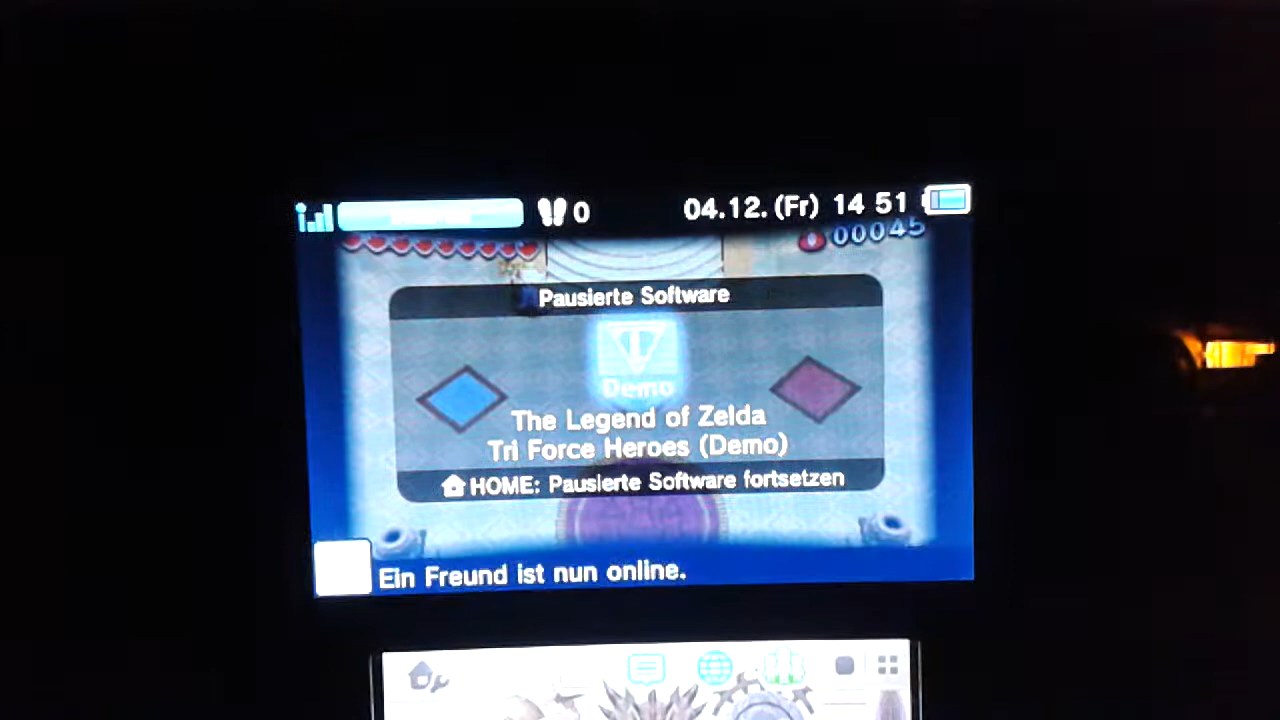 0
04.12. (Fr) 14 51
00045
Pausierte Software
Demo
The Legend of Zelda
Tri Force Heroes (Demo)
HOME: Pausierte Software fortsetzen
Ein Freund ist nun online.